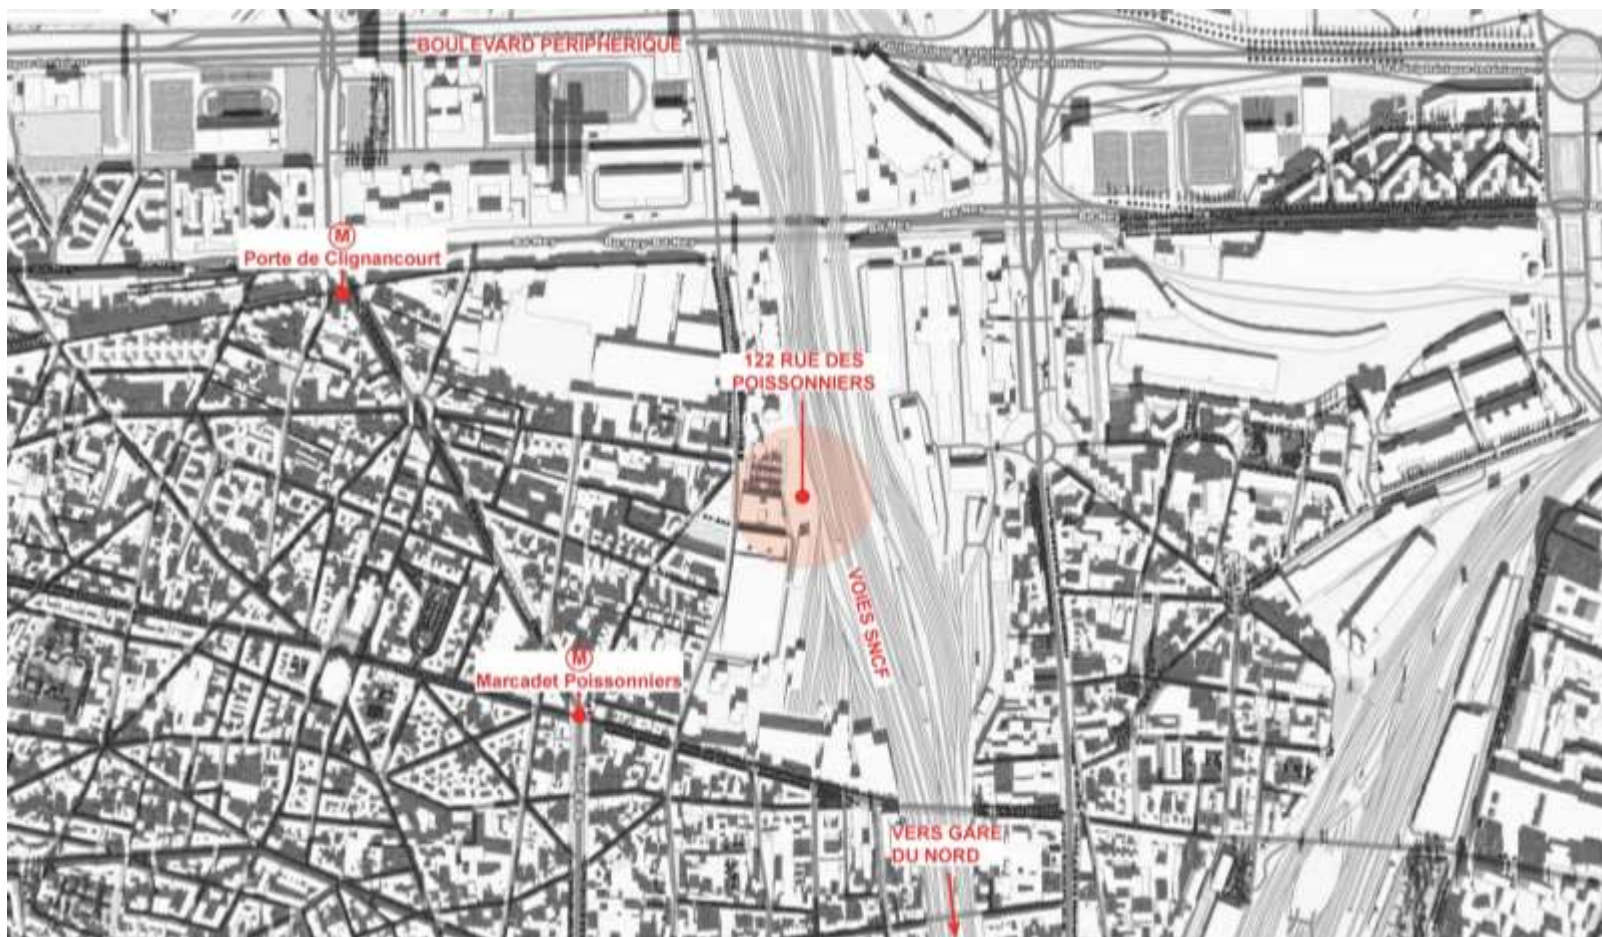 BOULEVARD PERIPHERIQUE
M
Porte de Clignancourt
122 RUE DES
POISSONNIERS
VOIES SNCF
M
Marcadet Poissonniers
VERS GARE
DU NORD